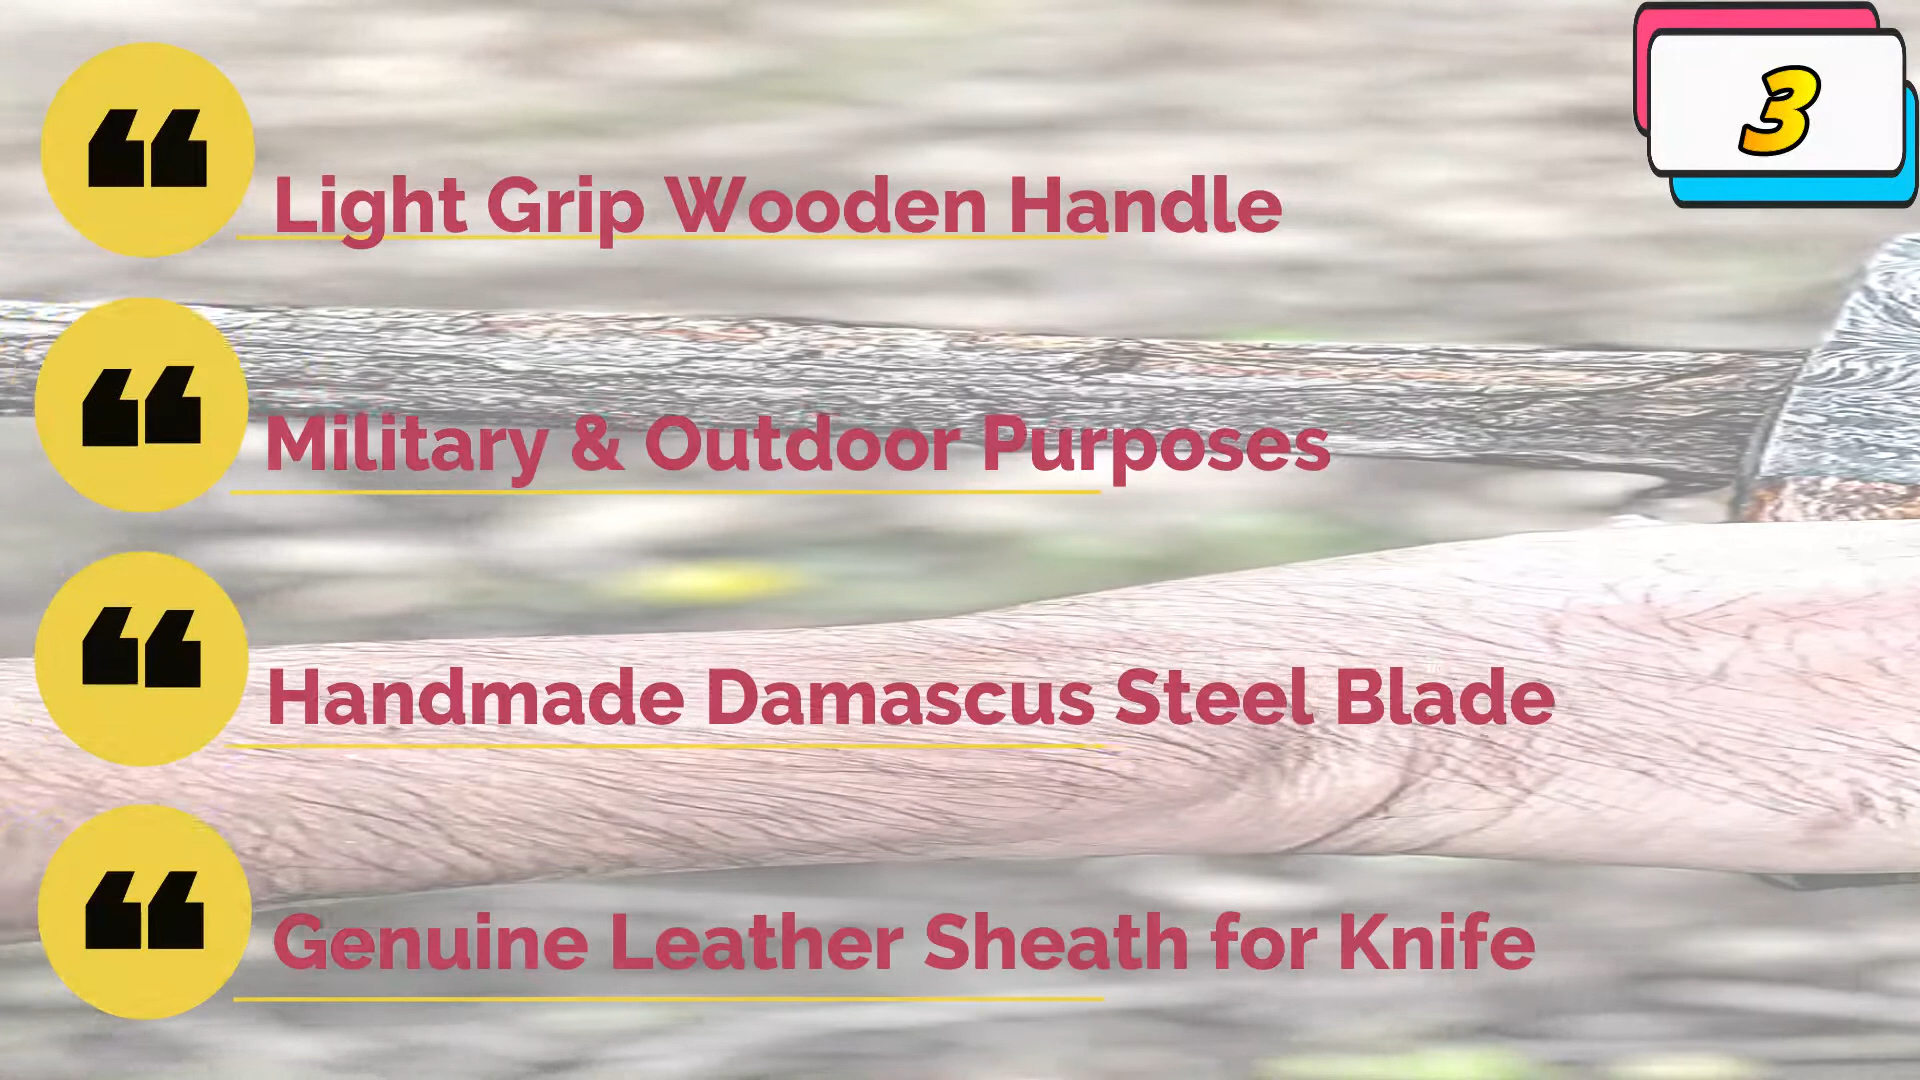 3
❝ Light Grip Wooden Handle
❝ Military & Outdoor Purposes
❝ Handmade Damascus Steel Blade
❝ Genuine Leather Sheath for Knife